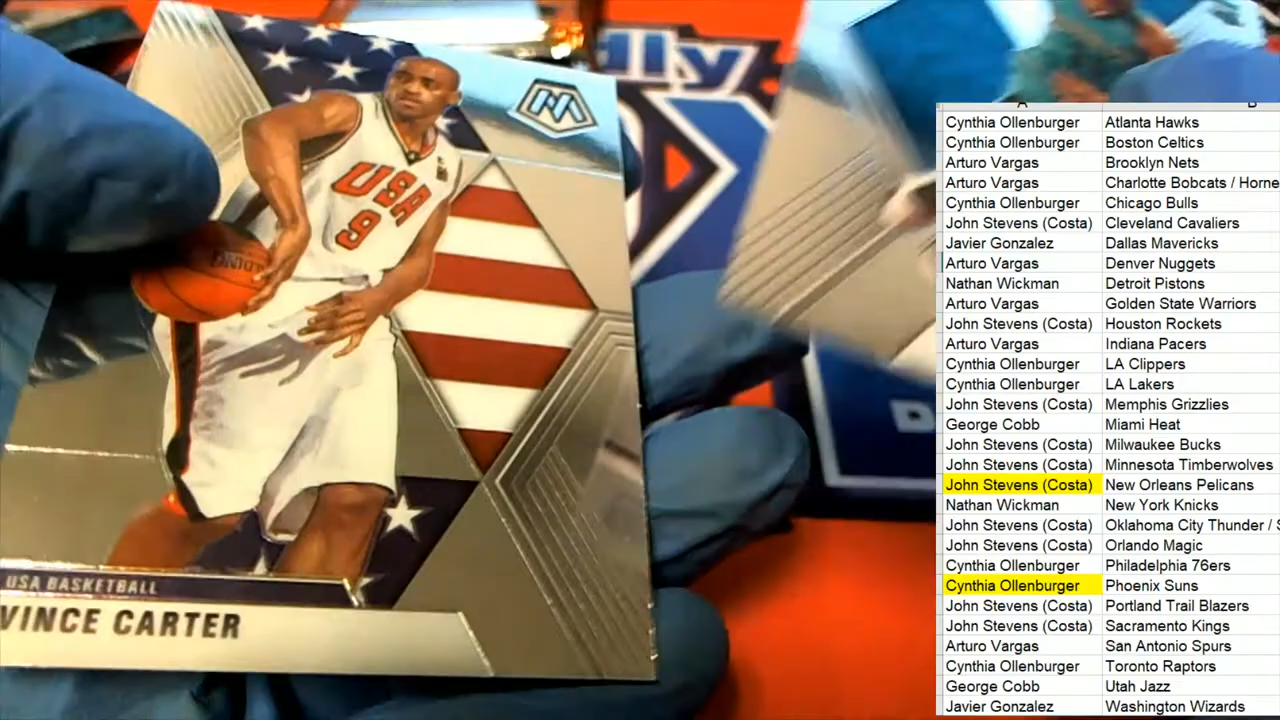 lly
USA
9
USA BASKETBALL
VINCE CARTER
A B
Cynthia Ollenburger Atlanta Hawks
Cynthia Ollenburger Boston Celtics
Arturo Vargas Brooklyn Nets
Arturo Vargas Charlotte Bobcats / Horne
Cynthia Ollenburger Chicago Bulls
John Stevens (Costa) Cleveland Cavaliers
Javier Gonzalez Dallas Mavericks
Arturo Vargas Denver Nuggets
Nathan Wickman Detroit Pistons
Arturo Vargas Golden State Warriors
John Stevens (Costa) Houston Rockets
Arturo Vargas Indiana Pacers
Cynthia Ollenburger LA Clippers
Cynthia Ollenburger LA Lakers
John Stevens (Costa) Memphis Grizzlies
George Cobb Miami Heat
John Stevens (Costa) Milwaukee Bucks
John Stevens (Costa) Minnesota Timberwolves
John Stevens (Costa) New Orleans Pelicans
Nathan Wickman New York Knicks
John Stevens (Costa) Oklahoma City Thunder / S
John Stevens (Costa) Orlando Magic
Cynthia Ollenburger Philadelphia 76ers
Cynthia Ollenburger Phoenix Suns
John Stevens (Costa) Portland Trail Blazers
John Stevens (Costa) Sacramento Kings
Arturo Vargas San Antonio Spurs
Cynthia Ollenburger Toronto Raptors
George Cobb Utah Jazz
Javier Gonzalez Washington Wizards